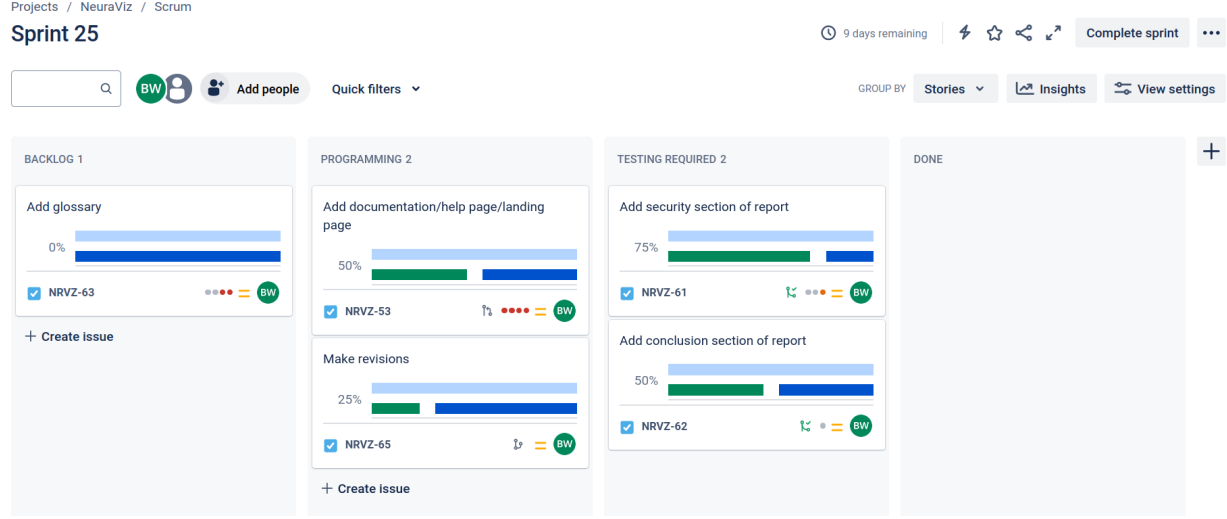 Projects / NeuraViz / Scrum
Sprint 25
9 days remaining
Complete sprint
BW
Add people
Quick filters
GROUP BY
Stories
Insights
View settings
BACKLOG 1
Add glossary
0%
NRVZ-63
BW
+ Create issue
PROGRAMMING 2
Add documentation/help page/landing
page
50%
NRVZ-53
BW
Make revisions
25%
NRVZ-65
BW
+ Create issue
TESTING REQUIRED 2
Add security section of report
75%
NRVZ-61
BW
Add conclusion section of report
50%
NRVZ-62
BW
DONE